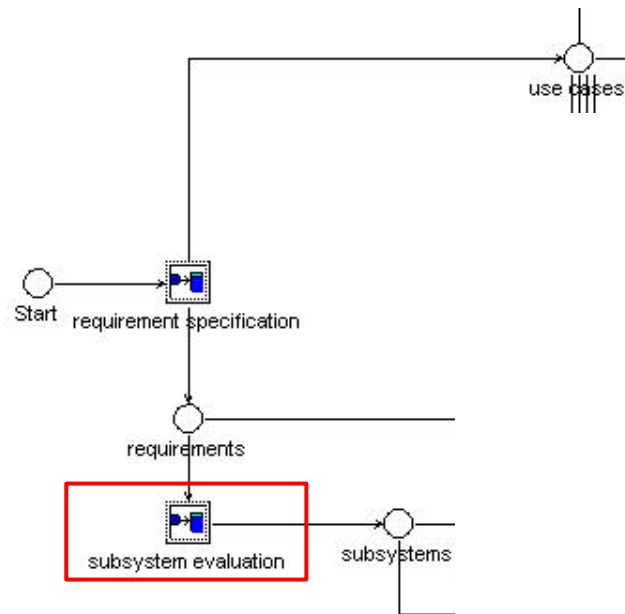 use cases
Start
requirement specification
requirements
subsystem evaluation
subsystems